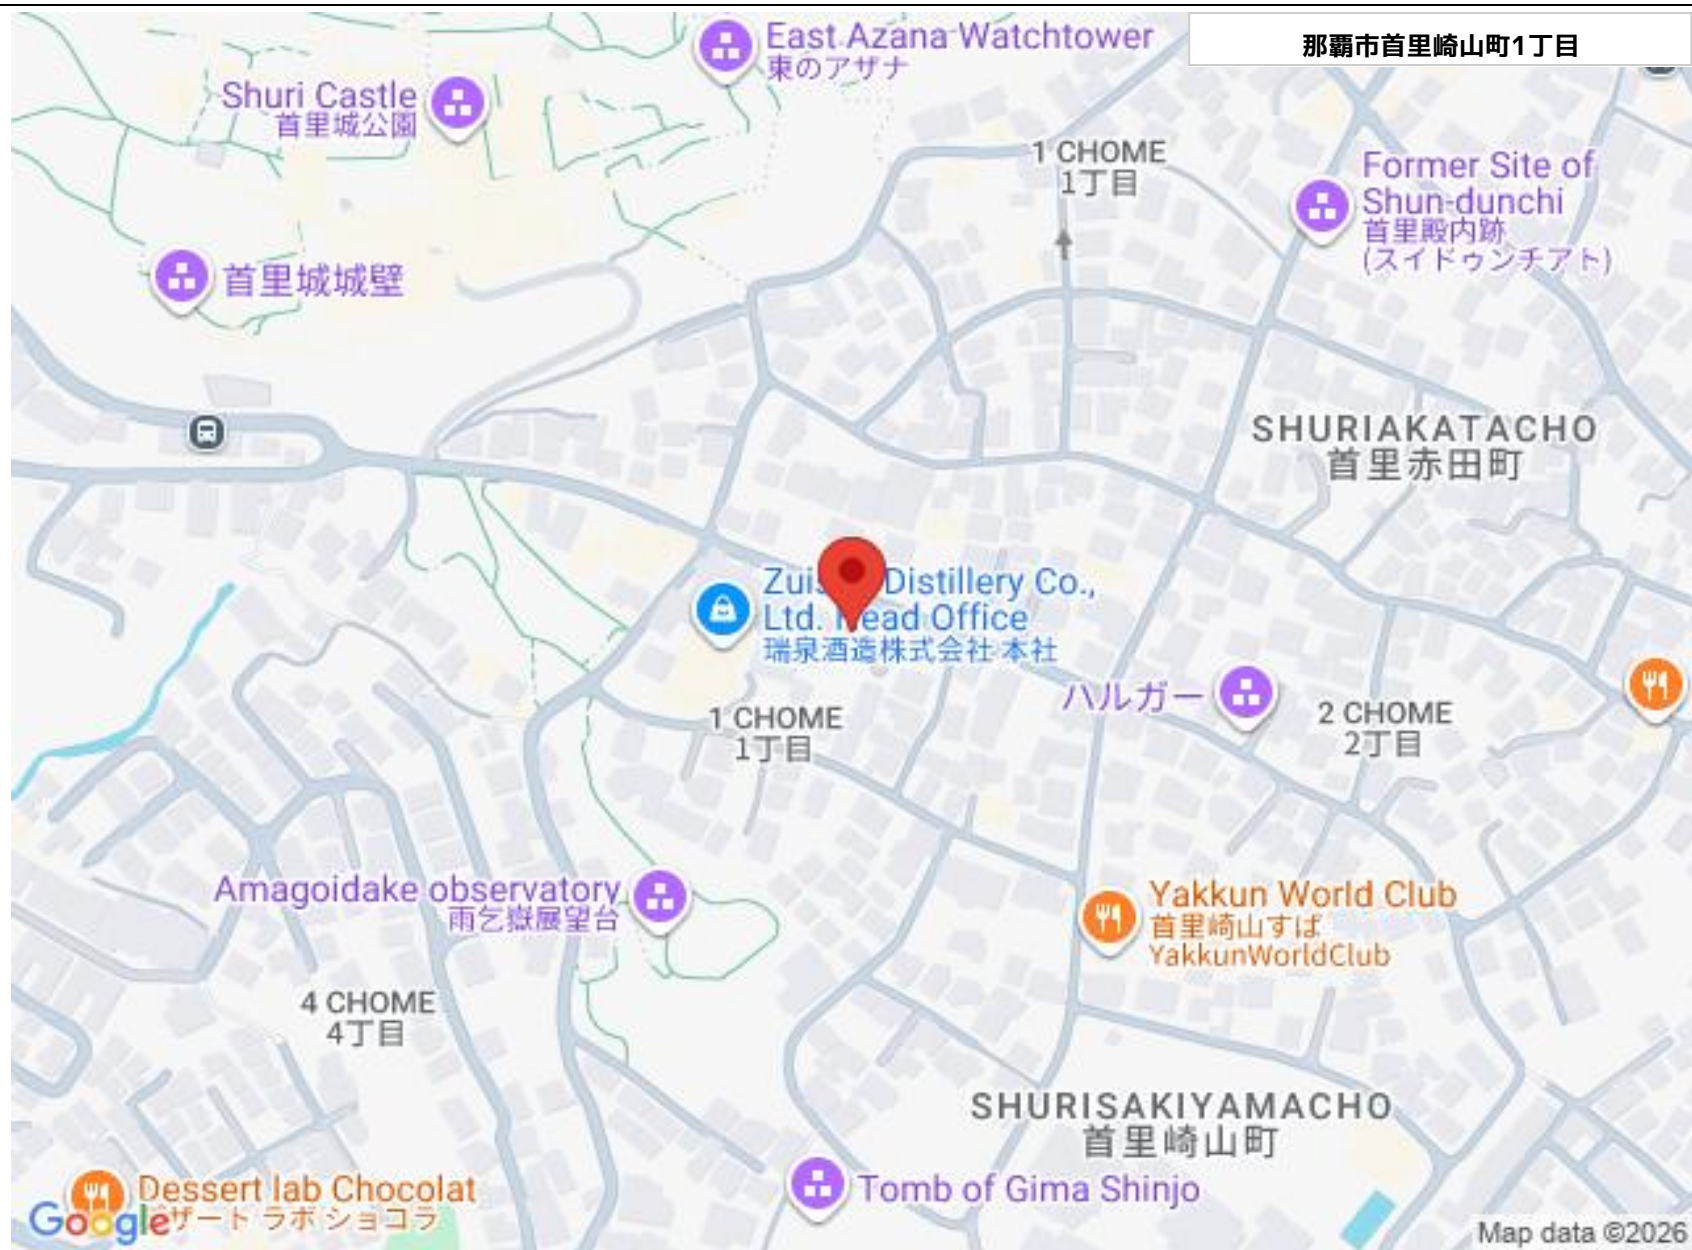 那覇市首里崎山町1丁目
East Azana Watchtower
東のアザナ
Shuri Castle
首里城公園
1 CHOME
1丁目
Former Site of
Shun-dunchi
首里殿内跡
(スイドゥンチアト)
首里城城壁
SHURIAKATACHO
首里赤田町
Distillery Co.,
Ltd. Head Office
瑞泉酒造株式会社 本社
ハルガー
1 CHOME
1丁目
2 CHOME
2丁目
Amagoidake observatory
雨乞嶽展望台
Yakkun World Club
首里崎山すば
YakkunWorldClub
4 CHOME
4丁目
SHURISAKIYAMACHO
首里崎山町
Tomb of Gima Shinjo
Dessert lab Chocolat
ザート ラボ ショコラ
Google
Map data ©2026